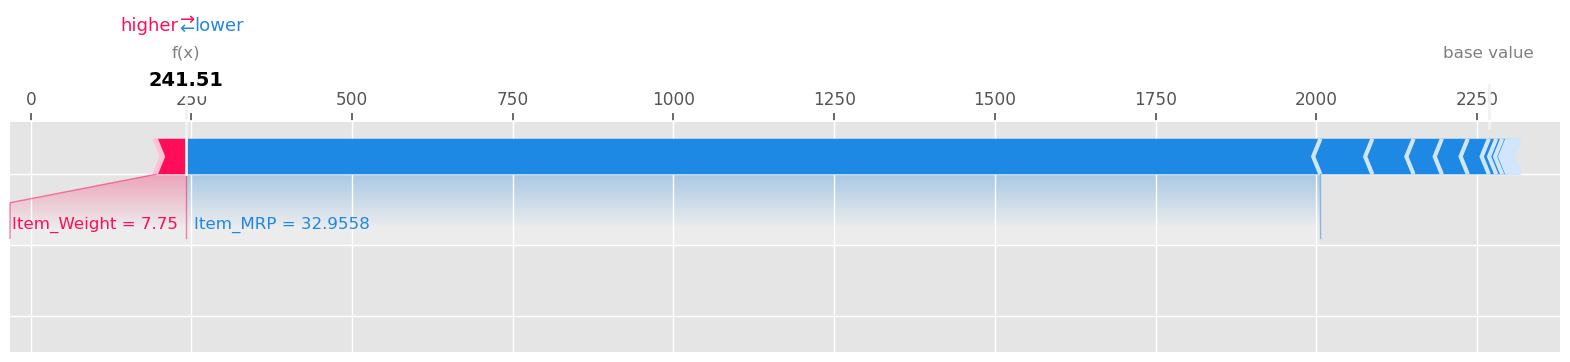 higher⇄lower
f(x)
base value
241.51
0 250 500 750 1000 1250 1500 1750 2000 2250
Item_Weight = 7.75 Item_MRP = 32.9558